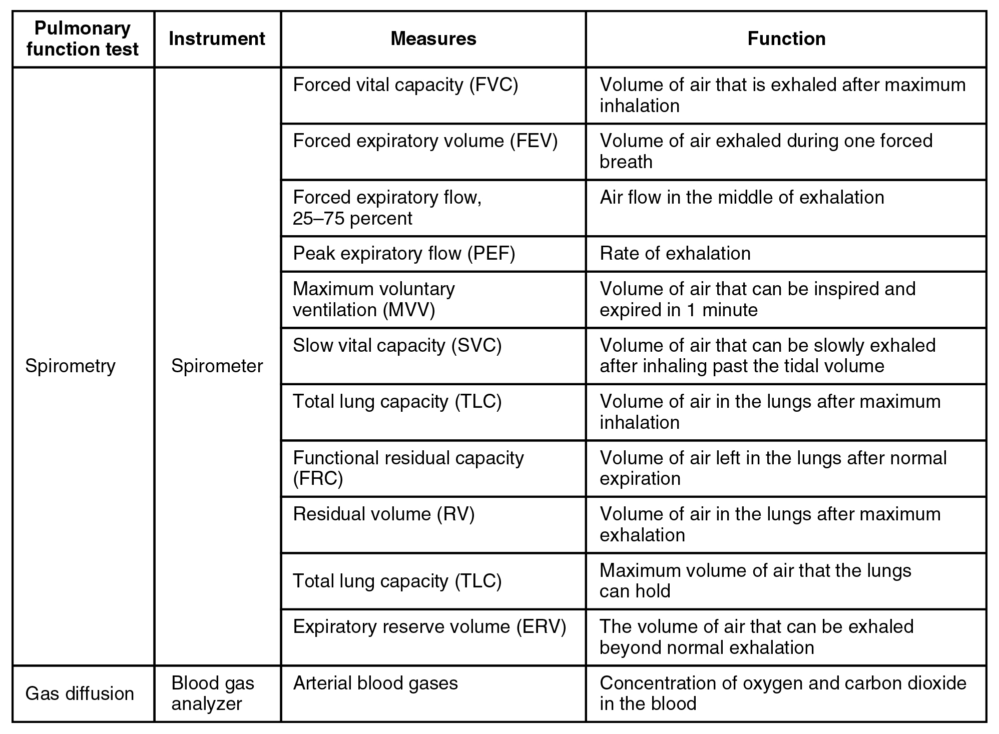 Pulmonary
function test
Instrument
Measures
Function
Spirometry
Spirometer
Forced vital capacity (FVC)
Volume of air that is exhaled after maximum
inhalation
Forced expiratory volume (FEV)
Volume of air exhaled during one forced
breath
Forced expiratory flow,
25–75 percent
Air flow in the middle of exhalation
Peak expiratory flow (PEF)
Rate of exhalation
Maximum voluntary
ventilation (MVV)
Volume of air that can be inspired and
expired in 1 minute
Slow vital capacity (SVC)
Volume of air that can be slowly exhaled
after inhaling past the tidal volume
Total lung capacity (TLC)
Volume of air in the lungs after maximum
inhalation
Functional residual capacity
(FRC)
Volume of air left in the lungs after normal
expiration
Residual volume (RV)
Volume of air in the lungs after maximum
exhalation
Total lung capacity (TLC)
Maximum volume of air that the lungs
can hold
Expiratory reserve volume (ERV)
The volume of air that can be exhaled
beyond normal exhalation
Gas diffusion
Blood gas
analyzer
Arterial blood gases
Concentration of oxygen and carbon dioxide
in the blood